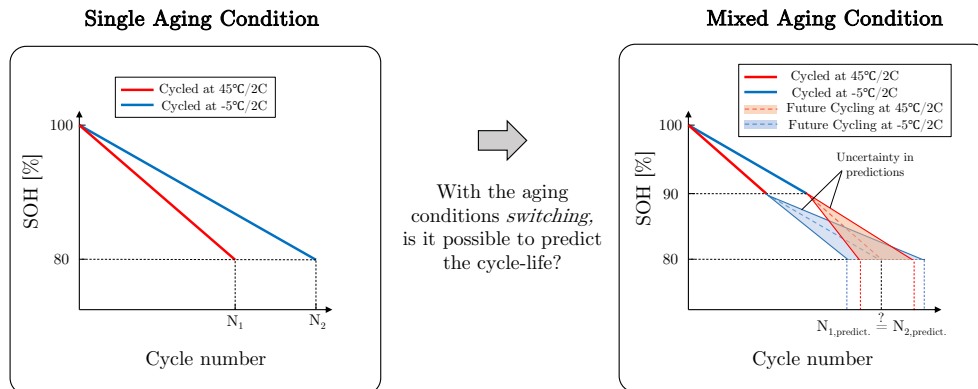 Single Aging Condition
Cycled at 45℃/2C
Cycled at -5℃/2C
100
80
SOH [%]
N1
N2
Cycle number
With the aging
conditions switching,
is it possible to predict
the cycle-life?
Mixed Aging Condition
Cycled at 45℃/2C
Cycled at -5℃/2C
Future Cycling at 45℃/2C
Future Cycling at -5℃/2C
Uncertainty in
predictions
100
90
80
SOH [%]
?
N1,predict. = N2,predict.
Cycle number